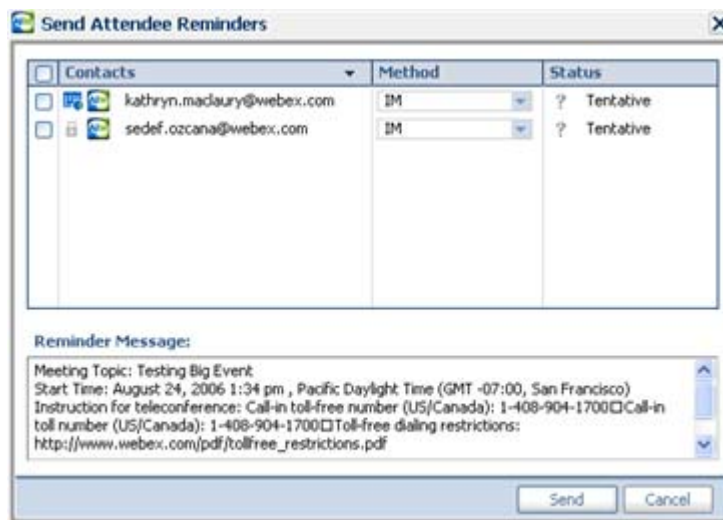 Send Attendee Reminders
Contacts Method Status
kathryn.maclaury@webex.com IM ? Tentative
sedef.ozcana@webex.com IM ? Tentative
Reminder Message:
Meeting Topic: Testing Big Event
Start Time: August 24, 2006 1:34 pm , Pacific Daylight Time (GMT -07:00, San Francisco)
Instruction for teleconference: Call-in toll-free number (US/Canada): 1-408-904-1700□Call-in
toll number (US/Canada): 1-408-904-1700□Toll-free dialing restrictions:
http://www.webex.com/pdf/tollfree_restrictions.pdf
Send Cancel